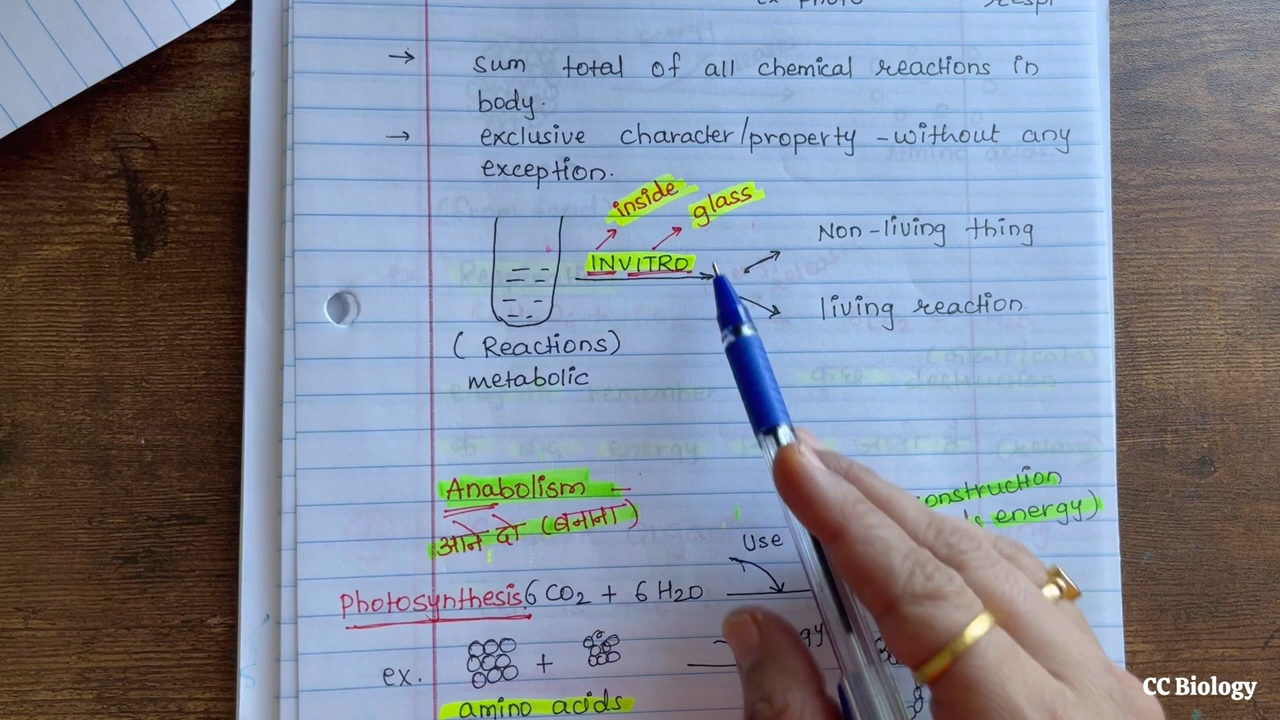 → sum total of all chemical reactions in
body.
→ exclusive character/property - without any
exception.
inside glass
INVITRO
Non-living thing
living reaction.
(Reactions)
metabolic
Anabolism -
आने दो (बनाना)
construction
energy)
Use
Photosynthesis 6 CO2 + 6 H2O
ex. +
amino acids
CC Biology